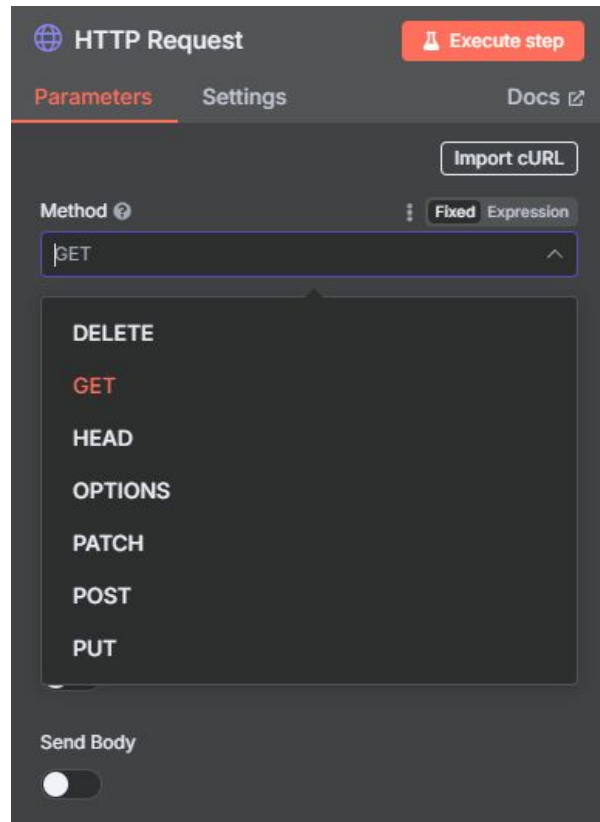 HTTP Request
Execute step
Parameters Settings Docs
Import cURL
Method Fixed Expression
GET
DELETE
GET
HEAD
OPTIONS
PATCH
POST
PUT
Send Body